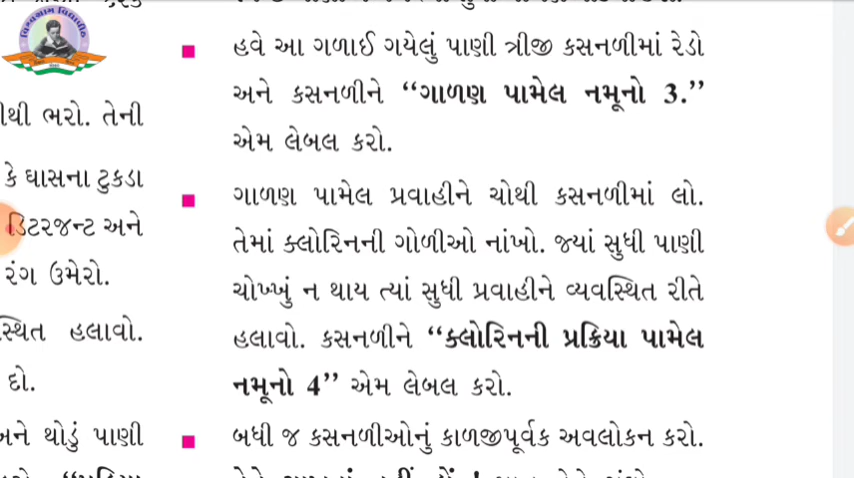 વિશ્વગ્રામ વિદ્યાપીઠ
ીથી ભરો. તેની
કે ઘાસના ટુકડા
ડિટરજન્ટ અને
રંગ ઉમેરો.
સ્થિત હલાવો.
દો.
અને થોડું પાણી
હવે આ ગળાઈ ગયેલું પાણી ત્રીજી કસનળીમાં રેડો
અને કસનળીને “ગાળણ પામેલ નમૂનો 3.”
એમ લેબલ કરો.
ગાળણ પામેલ પ્રવાહીને ચોથી કસનળીમાં લો.
તેમાં ક્લોરિનની ગોળીઓ નાંખો. જ્યાં સુધી પાણી
ચોખ્ખું ન થાય ત્યાં સુધી પ્રવાહીને વ્યવસ્થિત રીતે
હલાવો. કસનળીને “ક્લોરિનની પ્રક્રિયા પામેલ
નમૂનો 4” એમ લેબલ કરો.
બધી જ કસનળીઓનું કાળજીપૂર્વક અવલોકન કરો.